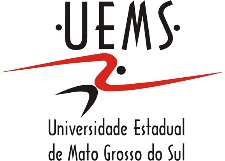 ·UEMS·
Universidade Estadual
de Mato Grosso do Sul